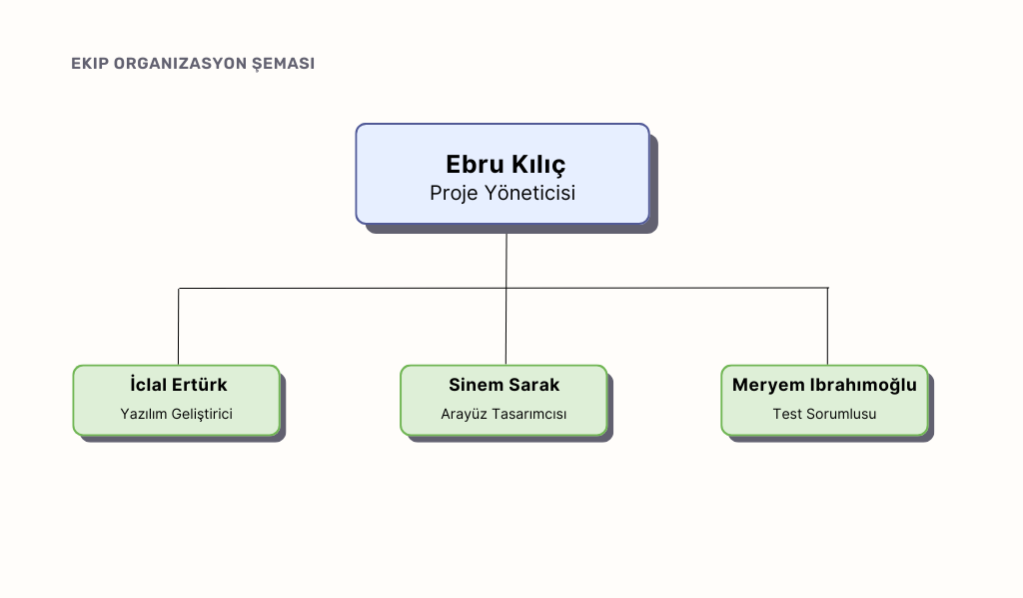 EKIP ORGANIZASYON ŞEMASI
Ebru Kılıç
Proje Yöneticisi
İclal Ertürk
Yazılım Geliştirici
Sinem Sarak
Arayüz Tasarımcısı
Meryem Ibrahımoğlu
Test Sorumlusu